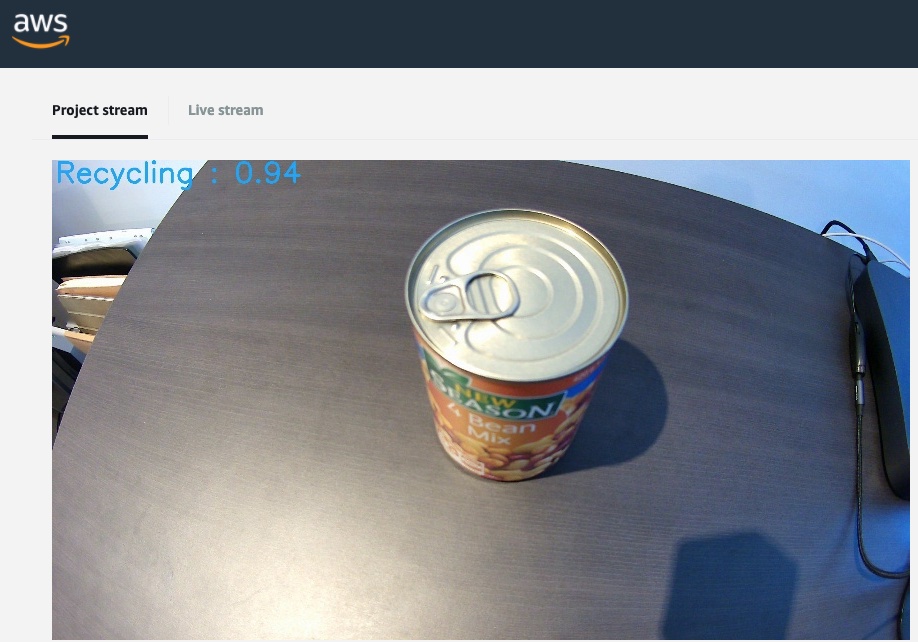 aws
Project stream
Live stream
Recycling : 0.94
NEW
SEASON
4 Bean
Mix